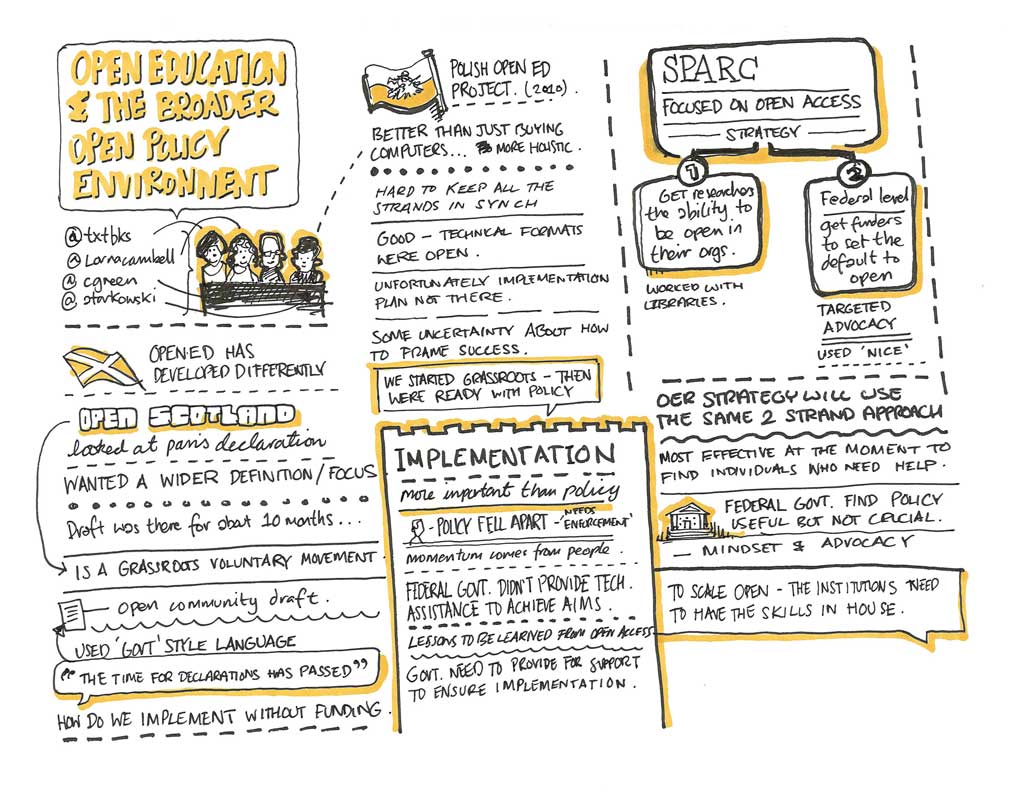 OPEN EDUCATION
& THE BROADER
OPEN POLICY
ENVIRONMENT
@txtbks
@Lornacambell
@cgreen
@starkowski
OPEN·ED HAS
DEVELOPED DIFFERENTLY
OPEN SCOTLAND
looked at paris declaration
WANTED A WIDER DEFINITION/FOCUS
Draft was there for obat 10 months...
IS A GRASSROOTS VOLUNTARY MOVEMENT.
open community draft.
USED 'GOVT' STYLE LANGUAGE
"THE TIME FOR DECLARATIONS HAS PASSED"
HOW DO WE IMPLEMENT WITHOUT FUNDING.
POLISH OPEN ED
PROJECT. (2010).
BETTER THAN JUST BUYING
COMPUTERS... MORE HOLISTIC.
HARD TO KEEP ALL THE
STRANDS IN SYNCH
GOOD - TECHNICAL FORMATS
WERE OPEN.
UNFORTUNATELY IMPLEMENTATION
PLAN NOT THERE.
SOME UNCERTAINTY ABOUT HOW
TO FRAME SUCCESS.
WE STARTED GRASSROOTS - THEN
WERE READY WITH POLICY
IMPLEMENTATION
more important than policy
- POLICY FELL APART - NEEDS
'ENFORCEMENT'
momentum comes from people.
FEDERAL GOVT. DIDN'T PROVIDE TECH.
ASSISTANCE TO ACHIEVE AIMS.
LESSONS TO BE LEARNED FROM OPEN ACCESS
GOVT. NEED TO PROVIDE FOR SUPPORT
TO ENSURE IMPLEMENTATION.
SPARC
FOCUSED ON OPEN ACCESS
STRATEGY
1
GET researchers
the ability to
be open in
their orgs.
WORKED WITH
LIBRARIES.
2
Federal level
get funders
to set the
default to
open
TARGETED
ADVOCACY
USED 'NICE'
OER STRATEGY WILL USE
THE SAME 2 STRAND APPROACH
MOST EFFECTIVE AT THE MOMENT TO
FIND INDIVIDUALS WHO NEED HELP.
FEDERAL GOVT. FIND POLICY
USEFUL BUT NOT CRUCIAL.
— MINDSET & ADVOCACY
TO SCALE OPEN - THE INSTITUTIONS NEED
TO HAVE THE SKILLS IN HOUSE.